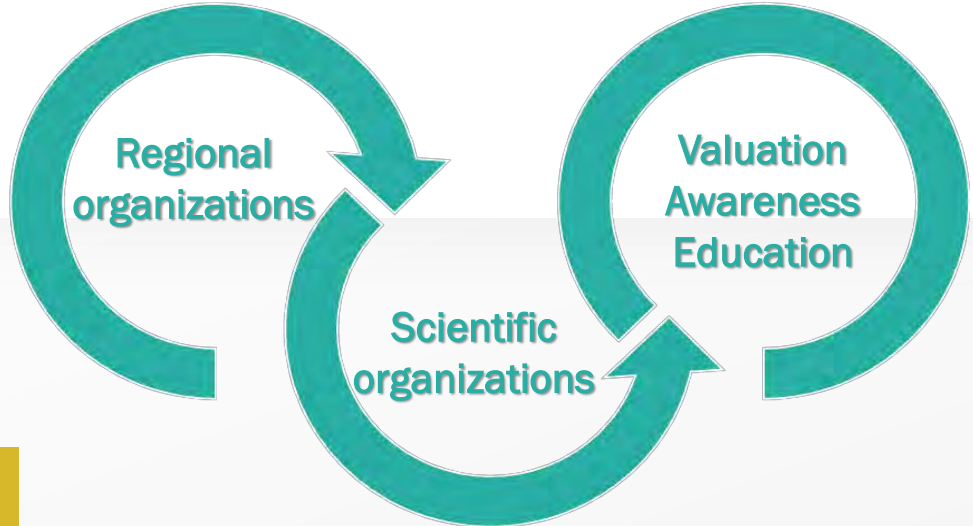 Regional
organizations
Scientific
organizations
Valuation
Awareness
Education